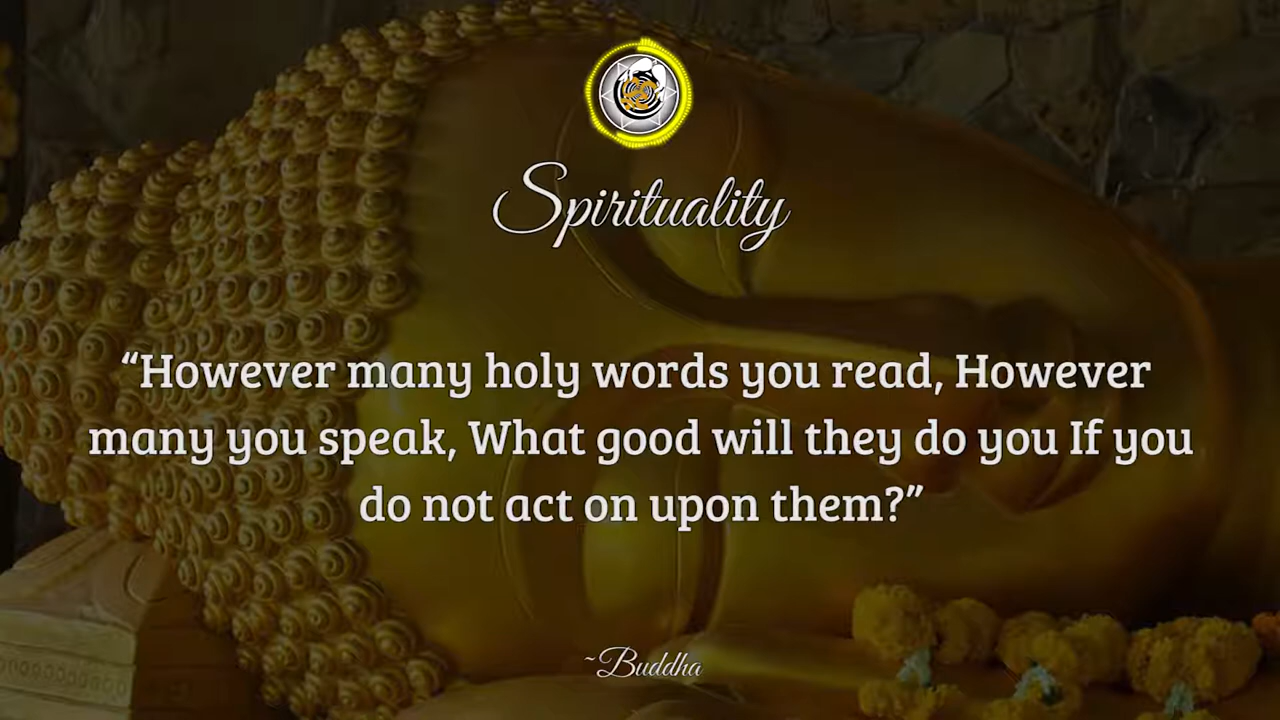 Spirituality
“However many holy words you read, However
many you speak, What good will they do you If you
do not act on upon them?”
~Buddha